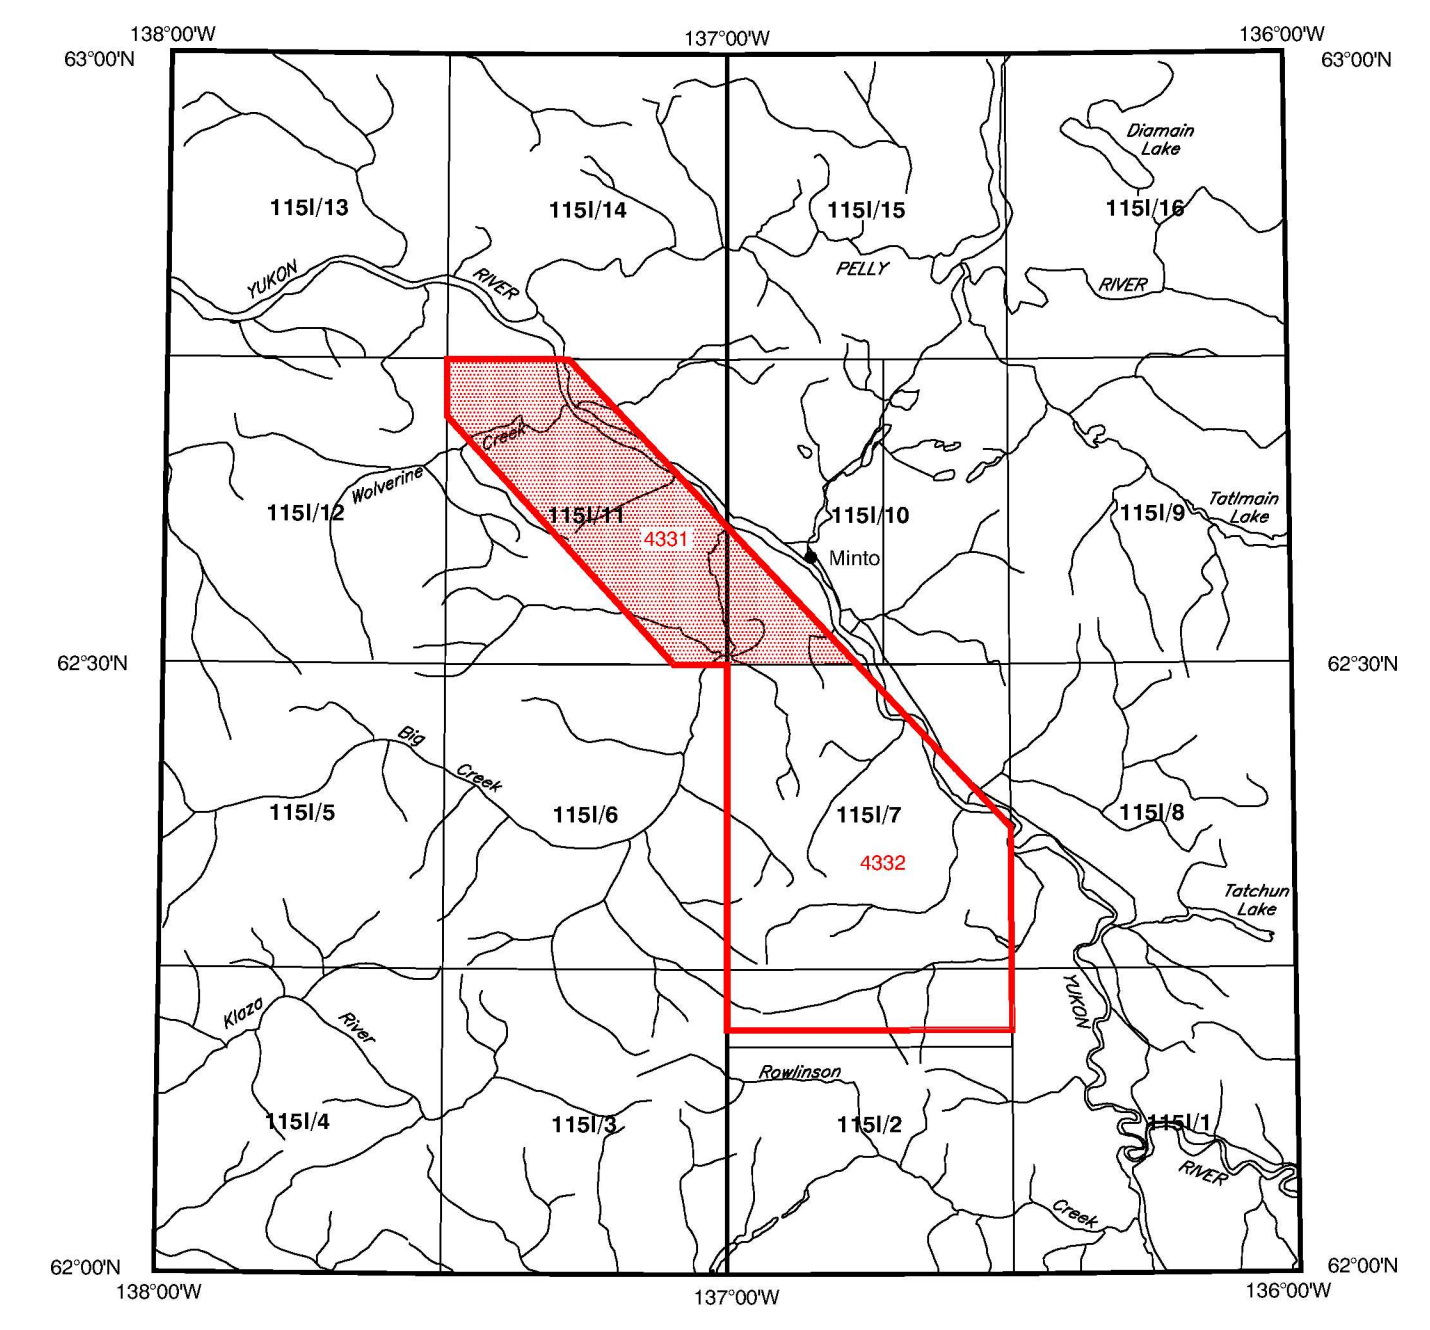 138°00'W
137°00'W
136°00'W
63°00'N
63°00'N
Diamain
Lake
115I/13
115I/14
115I/15
115I/16
YUKON
RIVER
PELLY
RIVER
Creek
Wolverine
115I/12
115I/11
115I/10
115I/9
Tatlmain
Lake
4331
Minto
62°30'N
62°30'N
Big
Creek
115I/5
115I/6
115I/7
115I/8
4332
Tatchun
Lake
Klaza
River
YUKON
Rowlinson
115I/4
115I/3
115I/2
115I/1
RIVER
Creek
62°00'N
62°00'N
138°00'W
137°00'W
136°00'W